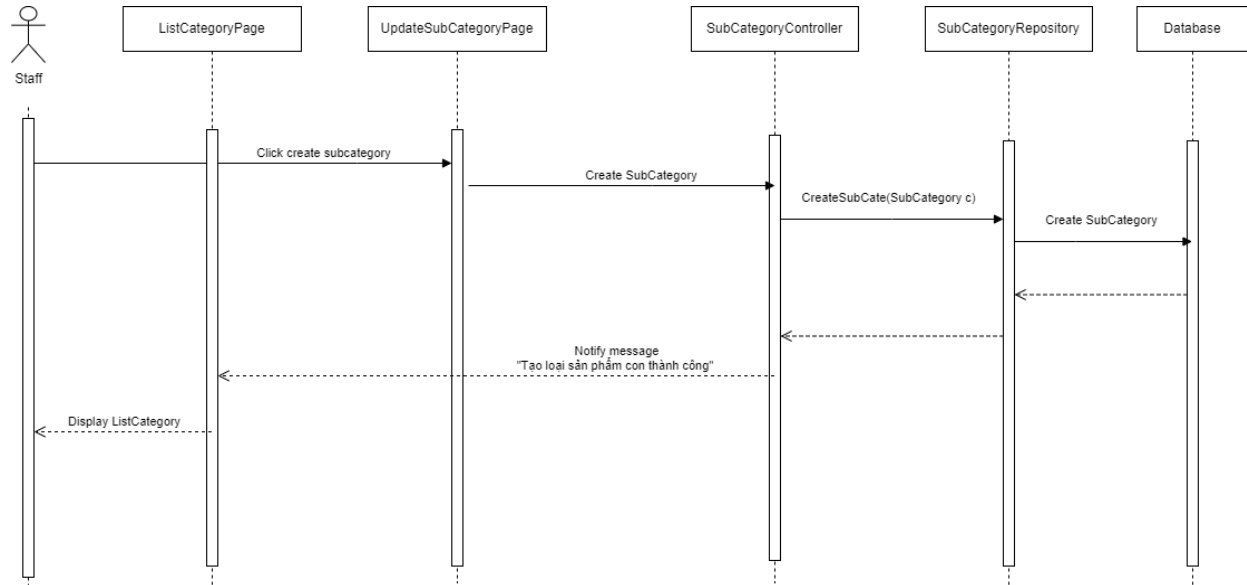 ListCategoryPage
UpdateSubCategoryPage
SubCategoryController
SubCategoryRepository
Database
Staff
Click create subcategory
Create SubCategory
CreateSubCate(SubCategory c)
Create SubCategory
Notify message
"Tạo loại sản phẩm con thành công"
Display ListCategory